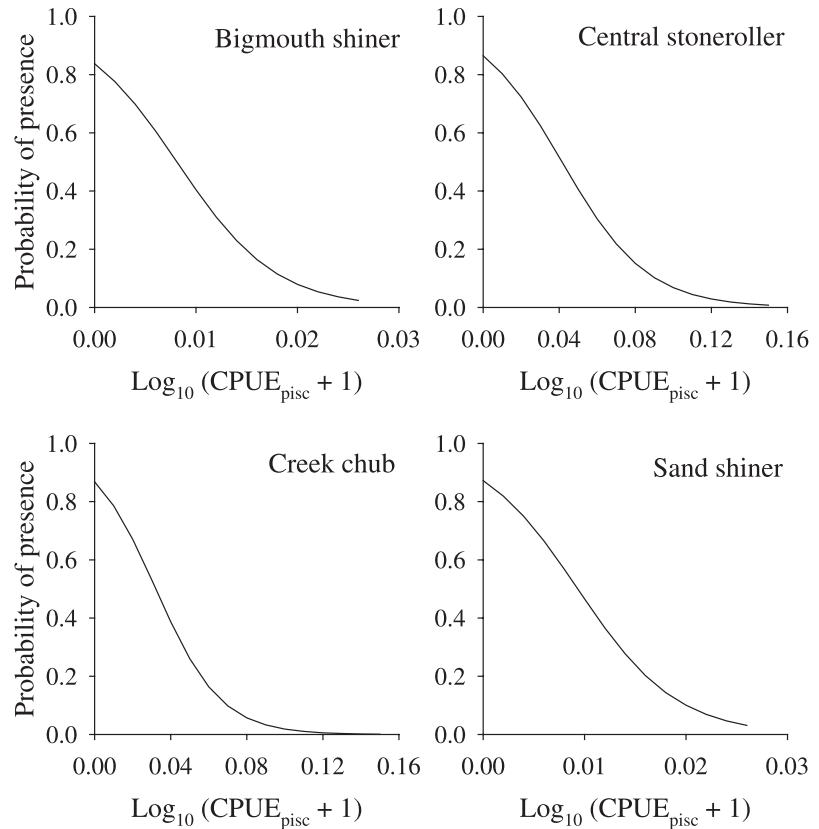 Bigmouth shiner
Probability of presence
1.0
0.8
0.6
0.4
0.2
0.0
0.00 0.01 0.02 0.03
Log10 (CPUEpisc + 1)
Central stoneroller
1.0
0.8
0.6
0.4
0.2
0.0
0.00 0.04 0.08 0.12 0.16
Log10 (CPUEpisc + 1)
Creek chub
Probability of presence
1.0
0.8
0.6
0.4
0.2
0.0
0.00 0.04 0.08 0.12 0.16
Log10 (CPUEpisc + 1)
Sand shiner
1.0
0.8
0.6
0.4
0.2
0.0
0.00 0.01 0.02 0.03
Log10 (CPUEpisc + 1)